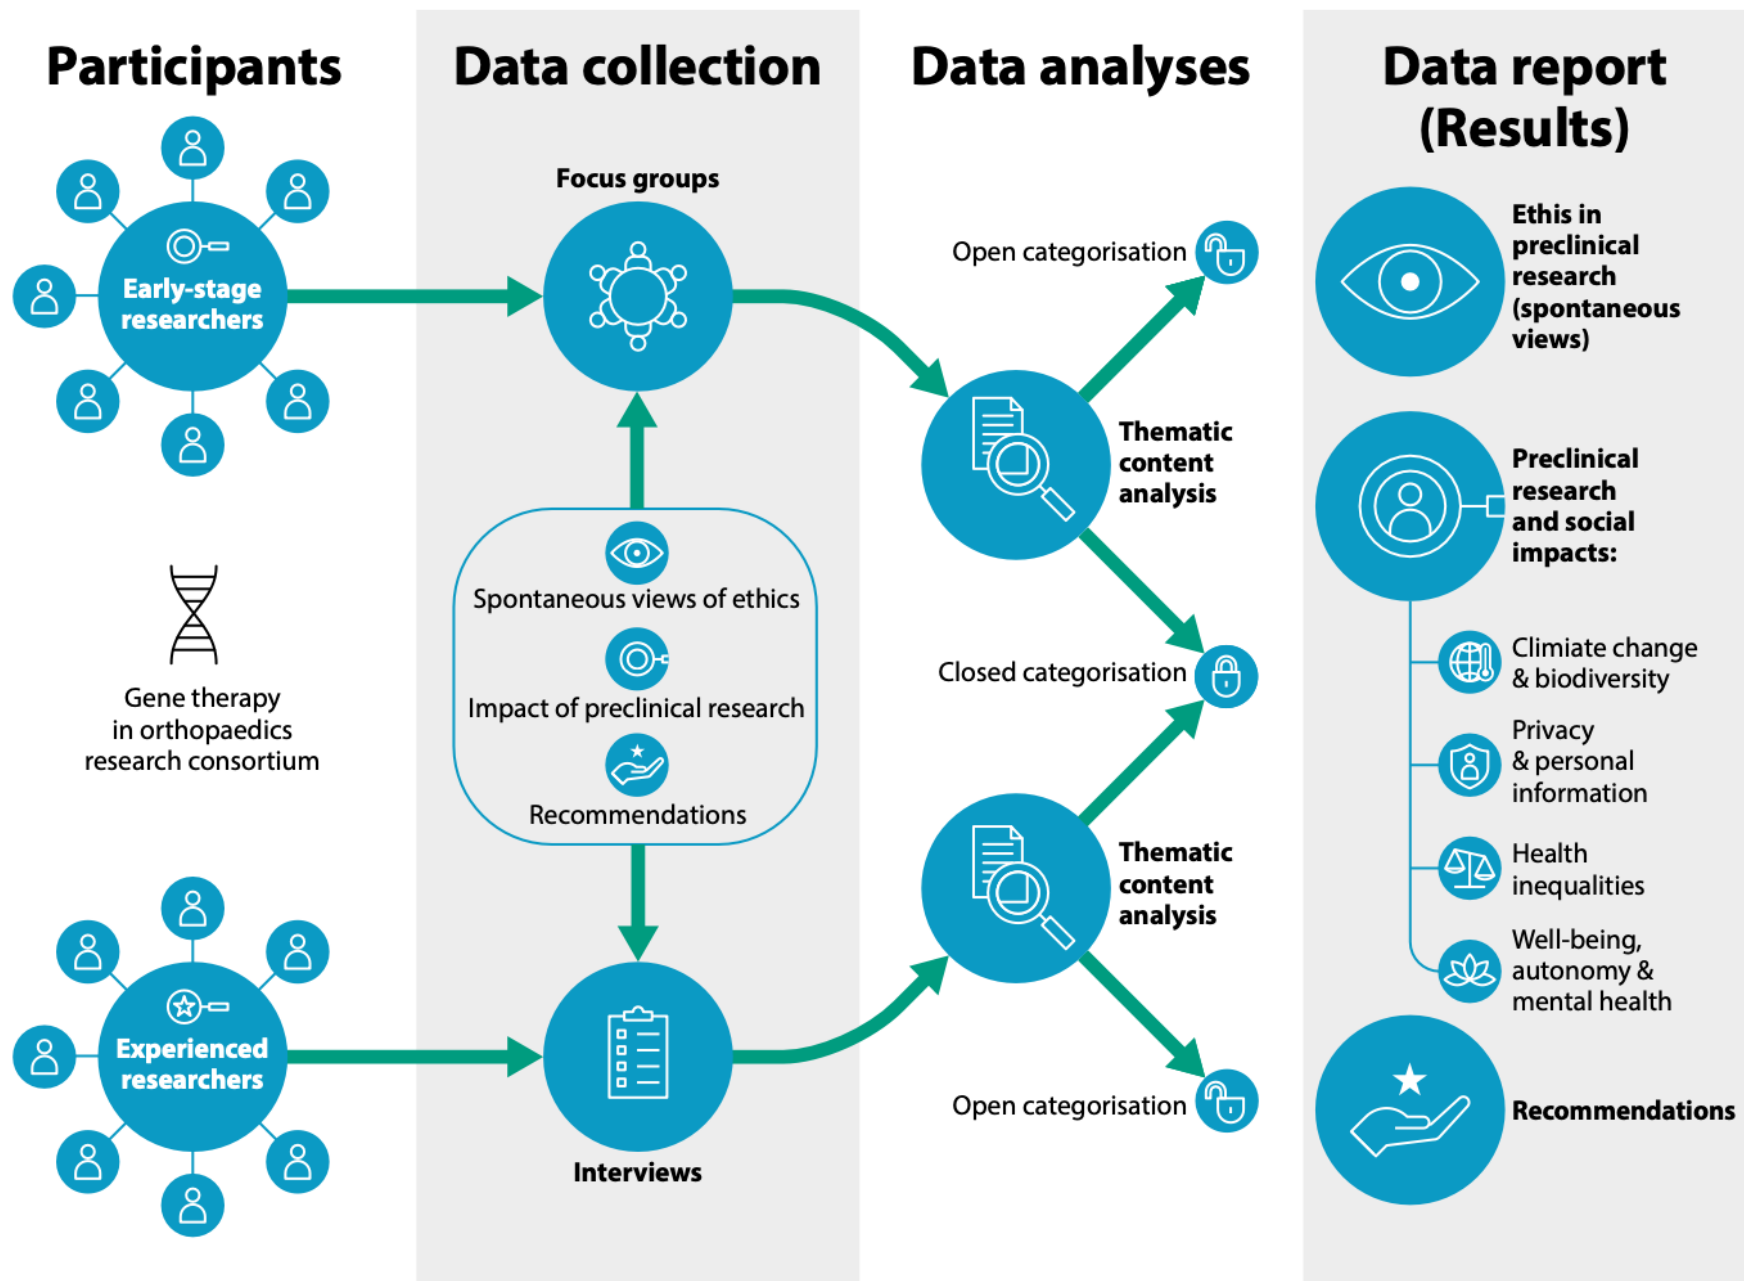 Participants
Early-stage
researchers
Gene therapy
in orthopaedics
research consortium
Experienced
researchers
Data collection
Focus groups
Spontaneous views of ethics
Impact of preclinical research
Recommendations
Interviews
Data analyses
Open categorisation
Thematic
content
analysis
Closed categorisation
Thematic
content
analysis
Open categorisation
Data report
(Results)
Ethis in
preclinical
research
(spontaneous
views)
Preclinical
research
and social
impacts:
Climiate change
& biodiversity
Privacy
& personal
information
Health
inequalities
Well-being,
autonomy &
mental health
Recommendations